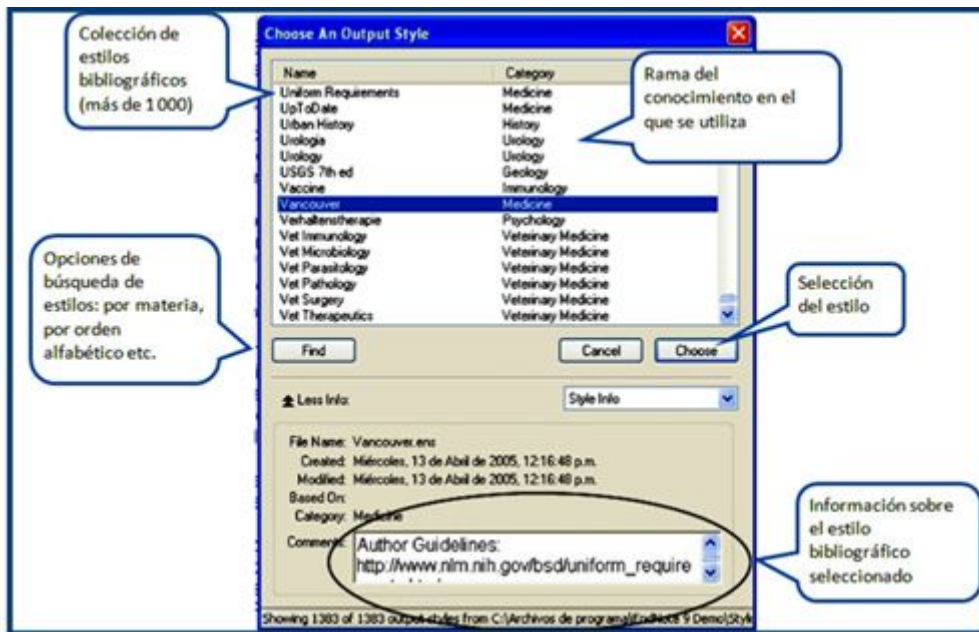 Colección de
estilos
bibliográficos
(más de 1000)
Choose An Output Style
Name Category
Uniform Requirements Medicine
UpToDate Medicine
Urban History History
Urologia Urology
Urology Urology
USGS 7th ed Geology
Vaccine Immunology
Vancouver Medicine
Verhaltenstherapie Psychology
Vet Immunology Veterinary Medicine
Vet Microbiology Veterinary Medicine
Vet Parasitology Veterinary Medicine
Vet Pathology Veterinary Medicine
Vet Surgery Veterinary Medicine
Vet Therapeutics Veterinary Medicine
Rama del
conocimiento en el
que se utiliza
Opciones de
búsqueda de
estilos: por materia,
por orden
alfabético etc.
Selección
del estilo
Find Cancel Choose
Less Info: Style Info
File Name: Vancouver.ens
Created: Miércoles, 13 de Abril de 2005, 12:16:48 p.m.
Modified: Miércoles, 13 de Abril de 2005, 12:16:48 p.m.
Based On:
Category: Medicine
Comments: Author Guidelines:
http://www.nlm.nih.gov/bsd/uniform_require
Información sobre
el estilo
bibliográfico
seleccionado
Showing 1383 of 1383 output styles from C:\Archivos de programa\EndNote 9 Demo\Style